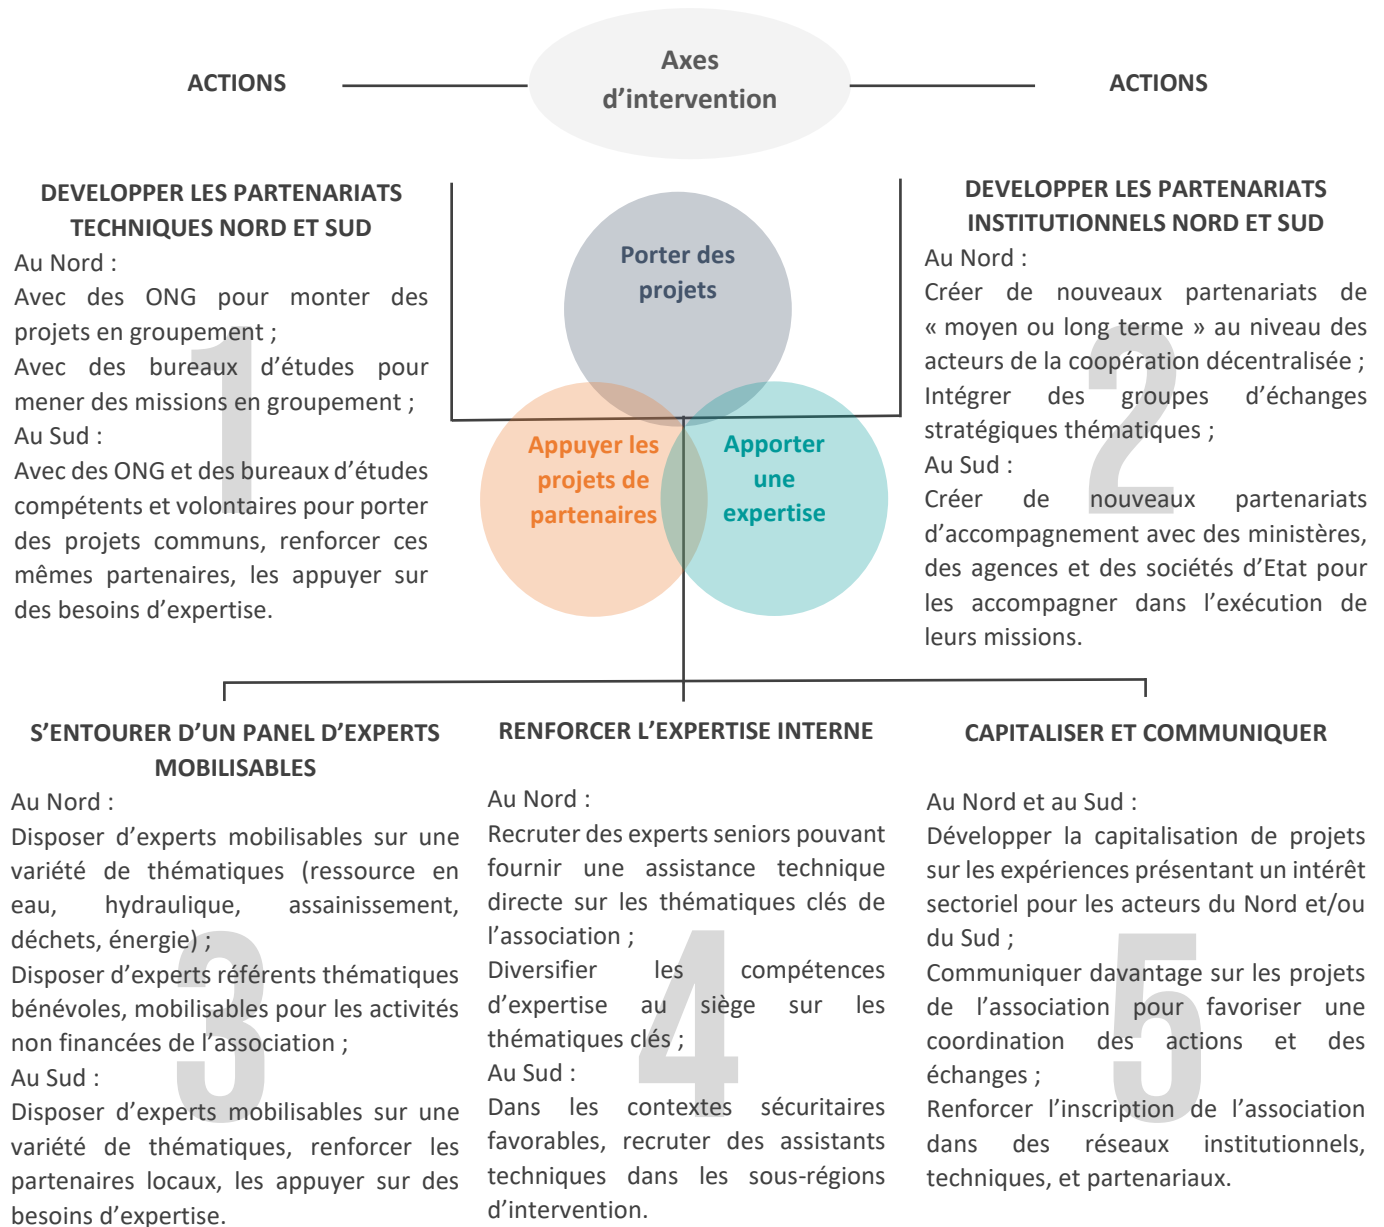 Axes
d’intervention
ACTIONS
ACTIONS
DEVELOPPER LES PARTENARIATS
TECHNIQUES NORD ET SUD
Au Nord :
Avec des ONG pour monter des
projets en groupement ;
Avec des bureaux d’études pour
mener des missions en groupement ;
Au Sud :
Avec des ONG et des bureaux d’études
compétents et volontaires pour porter
des projets communs, renforcer ces
mêmes partenaires, les appuyer sur
des besoins d’expertise.
1
Porter des
projets
Appuyer les
projets de
partenaires
Apporter
une
expertise
DEVELOPPER LES PARTENARIATS
INSTITUTIONNELS NORD ET SUD
Au Nord :
Créer de nouveaux partenariats de
« moyen ou long terme » au niveau des
acteurs de la coopération décentralisée ;
Intégrer des groupes d’échanges
stratégiques thématiques ;
Au Sud :
Créer de nouveaux partenariats
d’accompagnement avec des ministères,
des agences et des sociétés d’Etat pour
les accompagner dans l’exécution de
leurs missions.
2
S’ENTOURER D’UN PANEL D’EXPERTS
MOBILISABLES
Au Nord :
Disposer d’experts mobilisables sur une
variété de thématiques (ressource en
eau, hydraulique, assainissement,
déchets, énergie) ;
Disposer d’experts référents thématiques
bénévoles, mobilisables pour les activités
non financées de l’association ;
Au Sud :
Disposer d’experts mobilisables sur une
variété de thématiques, renforcer les
partenaires locaux, les appuyer sur des
besoins d’expertise.
3
RENFORCER L’EXPERTISE INTERNE
Au Nord :
Recruter des experts seniors pouvant
fournir une assistance technique
directe sur les thématiques clés de
l’association ;
Diversifier les compétences
d’expertise au siège sur les
thématiques clés ;
Au Sud :
Dans les contextes sécuritaires
favorables, recruter des assistants
techniques dans les sous-régions
d’intervention.
4
CAPITALISER ET COMMUNIQUER
Au Nord et au Sud :
Développer la capitalisation de projets
sur les expériences présentant un intérêt
sectoriel pour les acteurs du Nord et/ou
du Sud ;
Communiquer davantage sur les projets
de l’association pour favoriser une
coordination des actions et des
échanges ;
Renforcer l’inscription de l’association
dans des réseaux institutionnels,
techniques, et partenariaux.
5